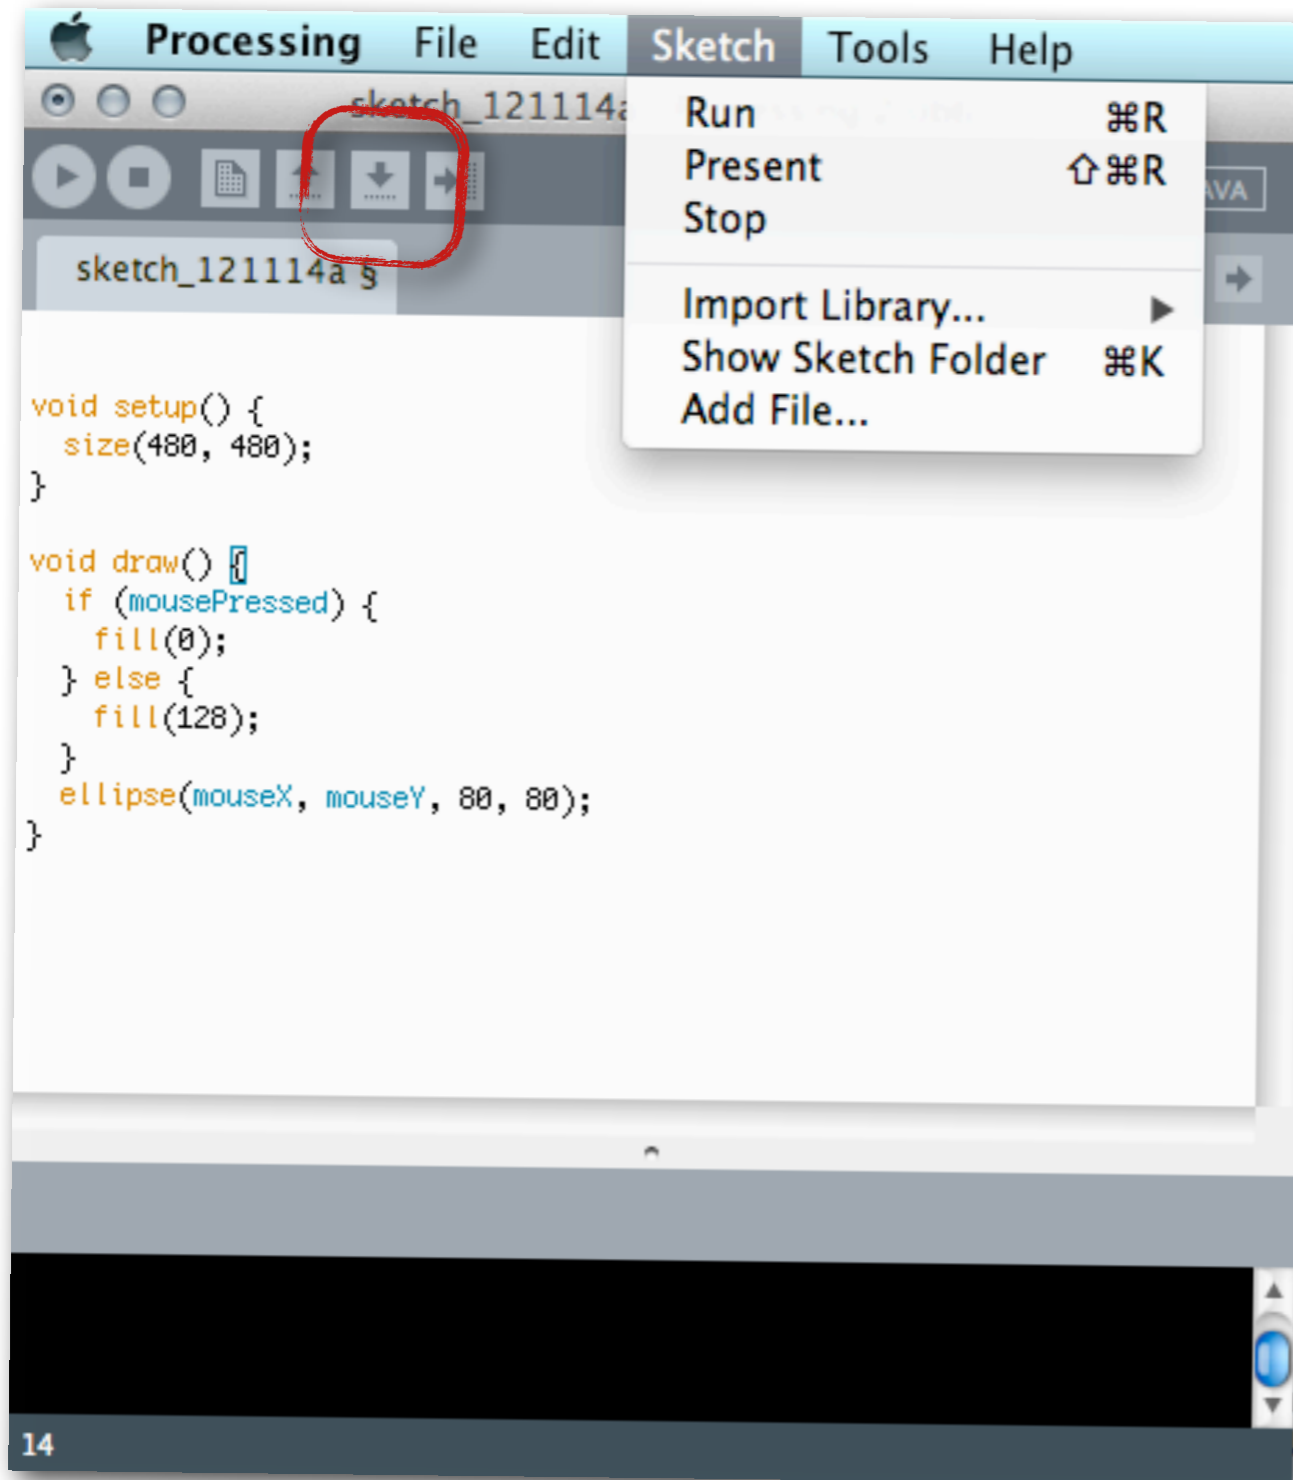 Processing File Edit Sketch Tools Help
sketch_121114a
Run ⌘R
Present ⇧⌘R
Stop
Import Library...
Show Sketch Folder ⌘K
Add File...
AVA
sketch_121114a §
void setup() {
  size(480, 480);
}
void draw() {
  if (mousePressed) {
    fill(0);
  } else {
    fill(128);
  }
  ellipse(mouseX, mouseY, 80, 80);
}
14